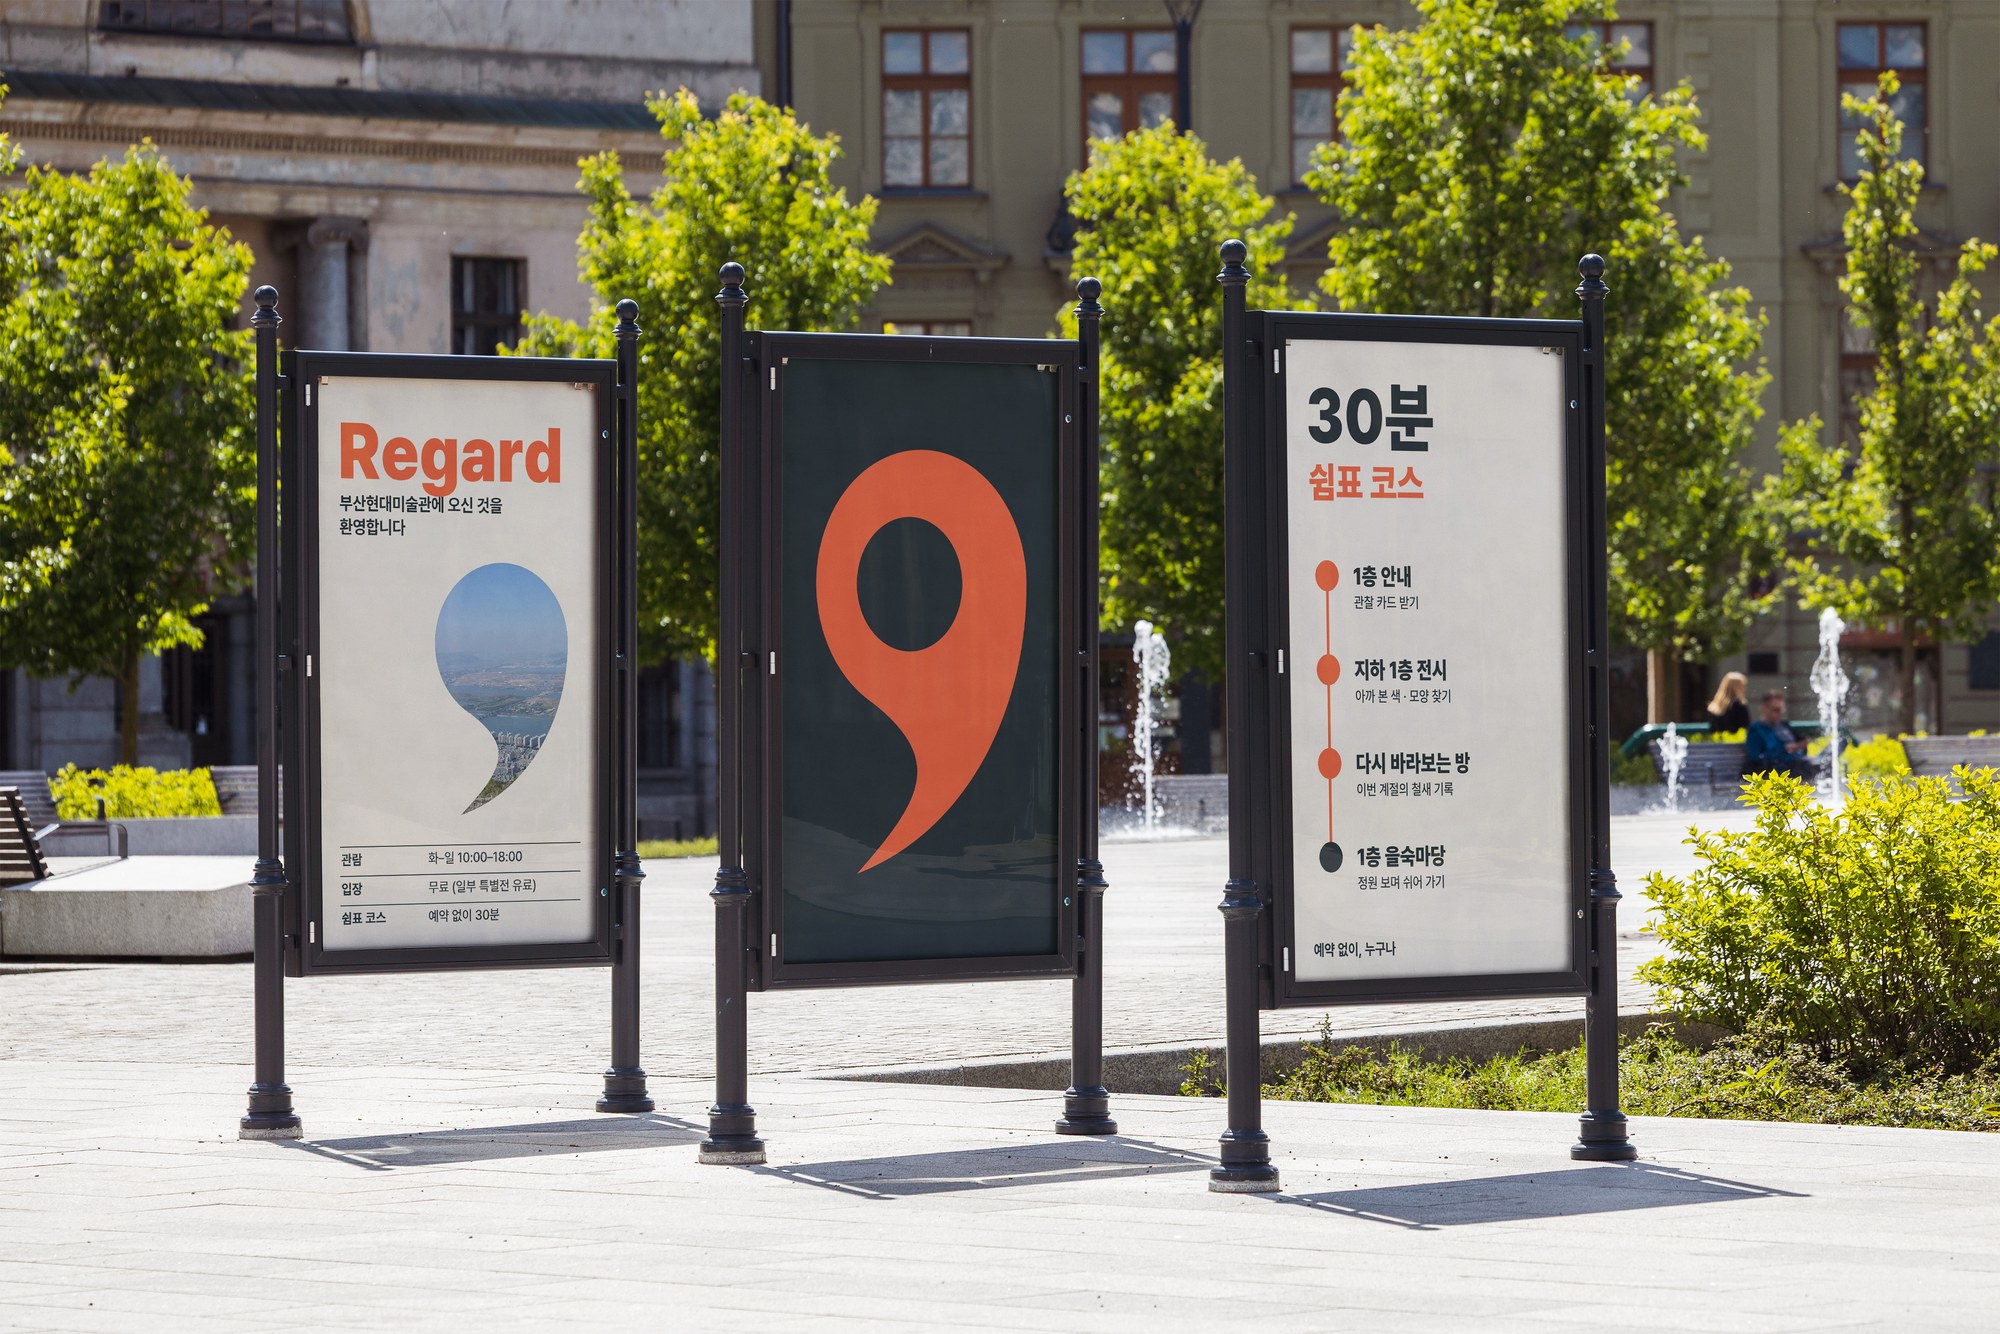 Regard
부산현대미술관에 오신 것을
환영합니다
관람 화–일 10:00–18:00
입장 무료 (일부 특별전 유료)
쉼표 코스 예약 없이 30분
30분
쉼표 코스
1층 안내
관찰 카드 받기
지하 1층 전시
아까 본 색 · 모양 찾기
다시 바라보는 방
이번 계절의 철새 기록
1층 을숙마당
정원 보며 쉬어 가기
예약 없이, 누구나